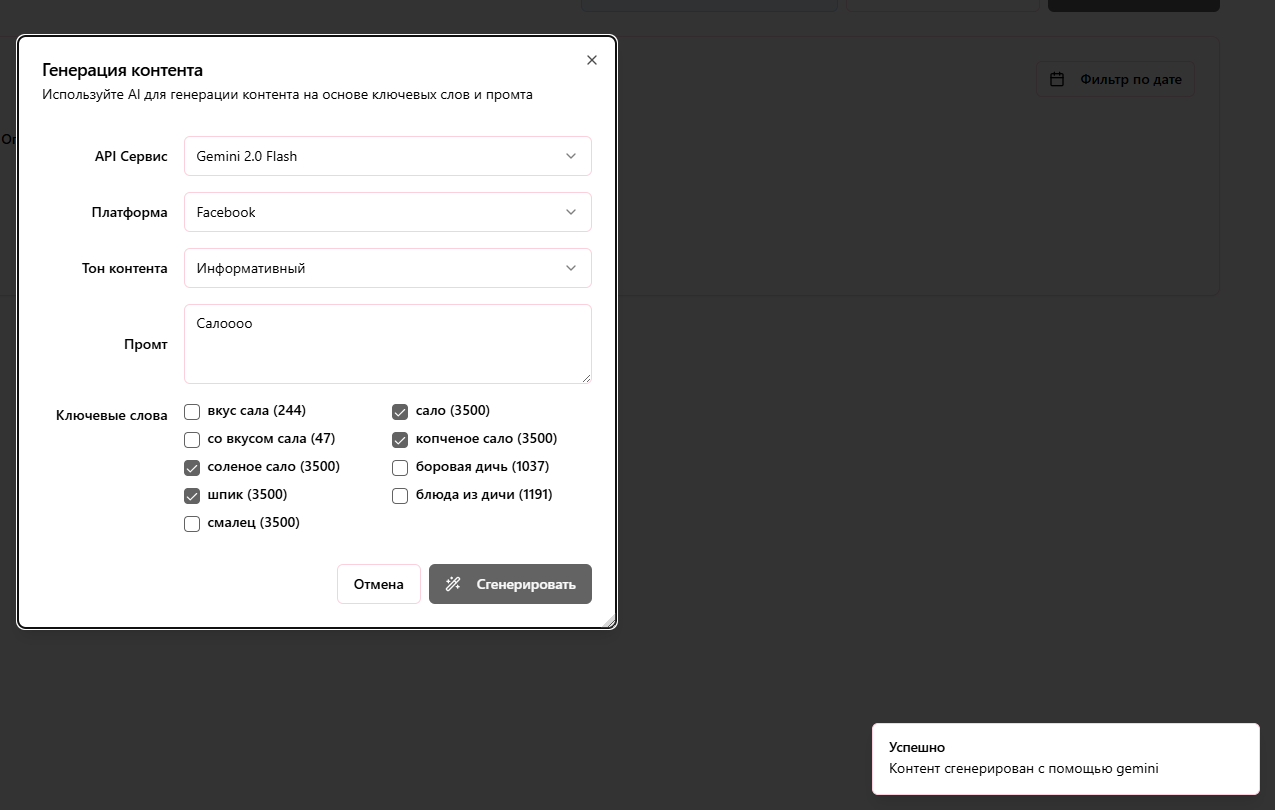 Генерация контента
Используйте AI для генерации контента на основе ключевых слов и промта
Фильтр по дате
API Сервис
Gemini 2.0 Flash
Платформа
Facebook
Тон контента
Информативный
Промт
Салоооо
Ключевые слова
вкус сала (244)
сало (3500)
со вкусом сала (47)
копченое сало (3500)
соленое сало (3500)
боровая дичь (1037)
шпик (3500)
блюда из дичи (1191)
смалец (3500)
Отмена
Сгенерировать
Успешно
Контент сгенерирован с помощью gemini